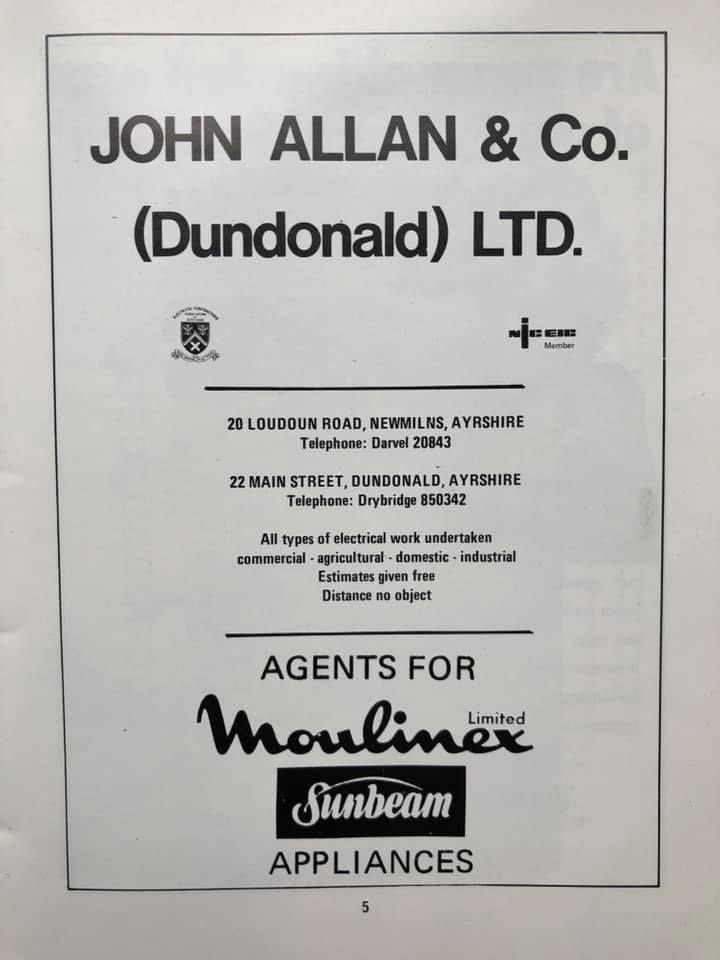 JOHN ALLAN & Co.
(Dundonald) LTD.
NICEIC
Member
20 LOUDOUN ROAD, NEWMILNS, AYRSHIRE
Telephone: Darvel 20843
22 MAIN STREET, DUNDONALD, AYRSHIRE
Telephone: Drybridge 850342
All types of electrical work undertaken
commercial - agricultural - domestic - industrial
Estimates given free
Distance no object
AGENTS FOR
Moulinex Limited
Sunbeam
APPLIANCES
5